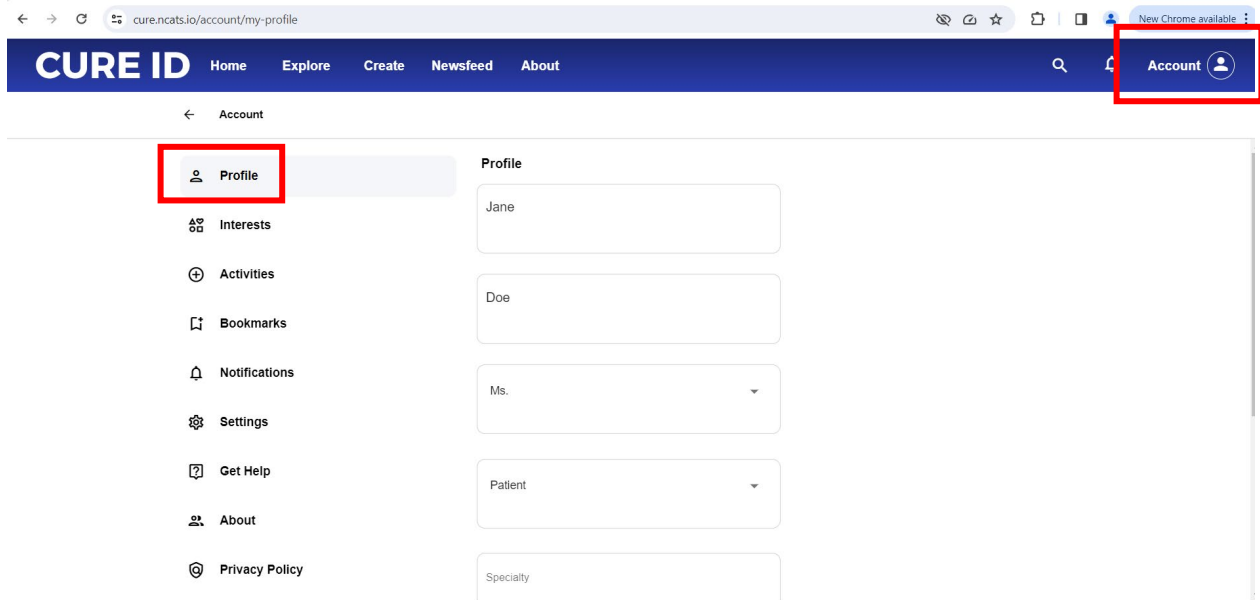 cure.ncats.io/account/my-profile
New Chrome available
CURE ID Home Explore Create Newsfeed About Account
Account
Profile
Interests
Activities
Bookmarks
Notifications
Settings
Get Help
About
Privacy Policy
Profile
Jane
Doe
Ms.
Patient
Specialty